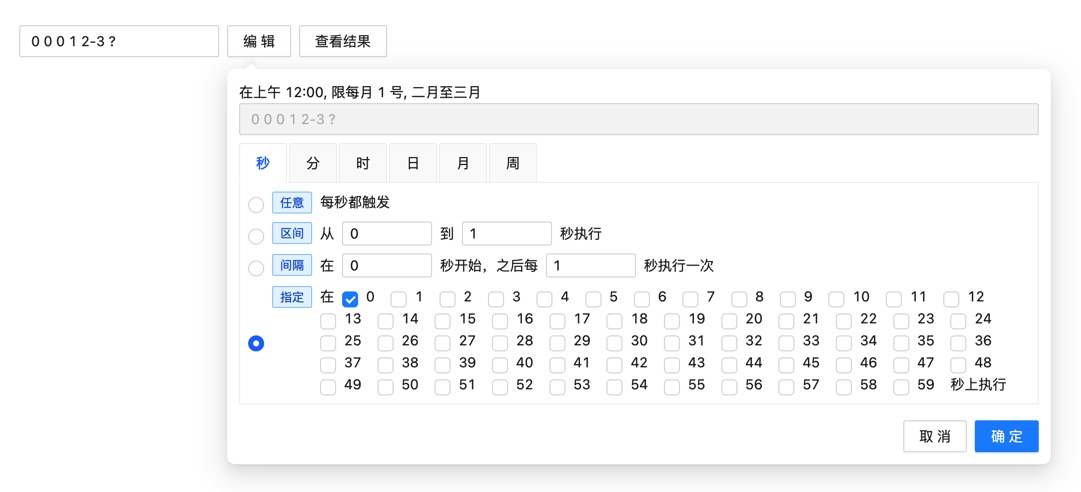 0 0 0 1 2-3 ? 编 辑 查看结果
在上午 12:00, 限每月 1 号, 二月至三月
0 0 0 1 2-3 ?
秒 分 时 日 月 周
任意 每秒都触发
区间 从 0 到 1 秒执行
间隔 在 0 秒开始，之后每 1 秒执行一次
指定 在 0 1 2 3 4 5 6 7 8 9 10 11 12
13 14 15 16 17 18 19 20 21 22 23 24
25 26 27 28 29 30 31 32 33 34 35 36
37 38 39 40 41 42 43 44 45 46 47 48
49 50 51 52 53 54 55 56 57 58 59 秒上执行
取 消 确 定